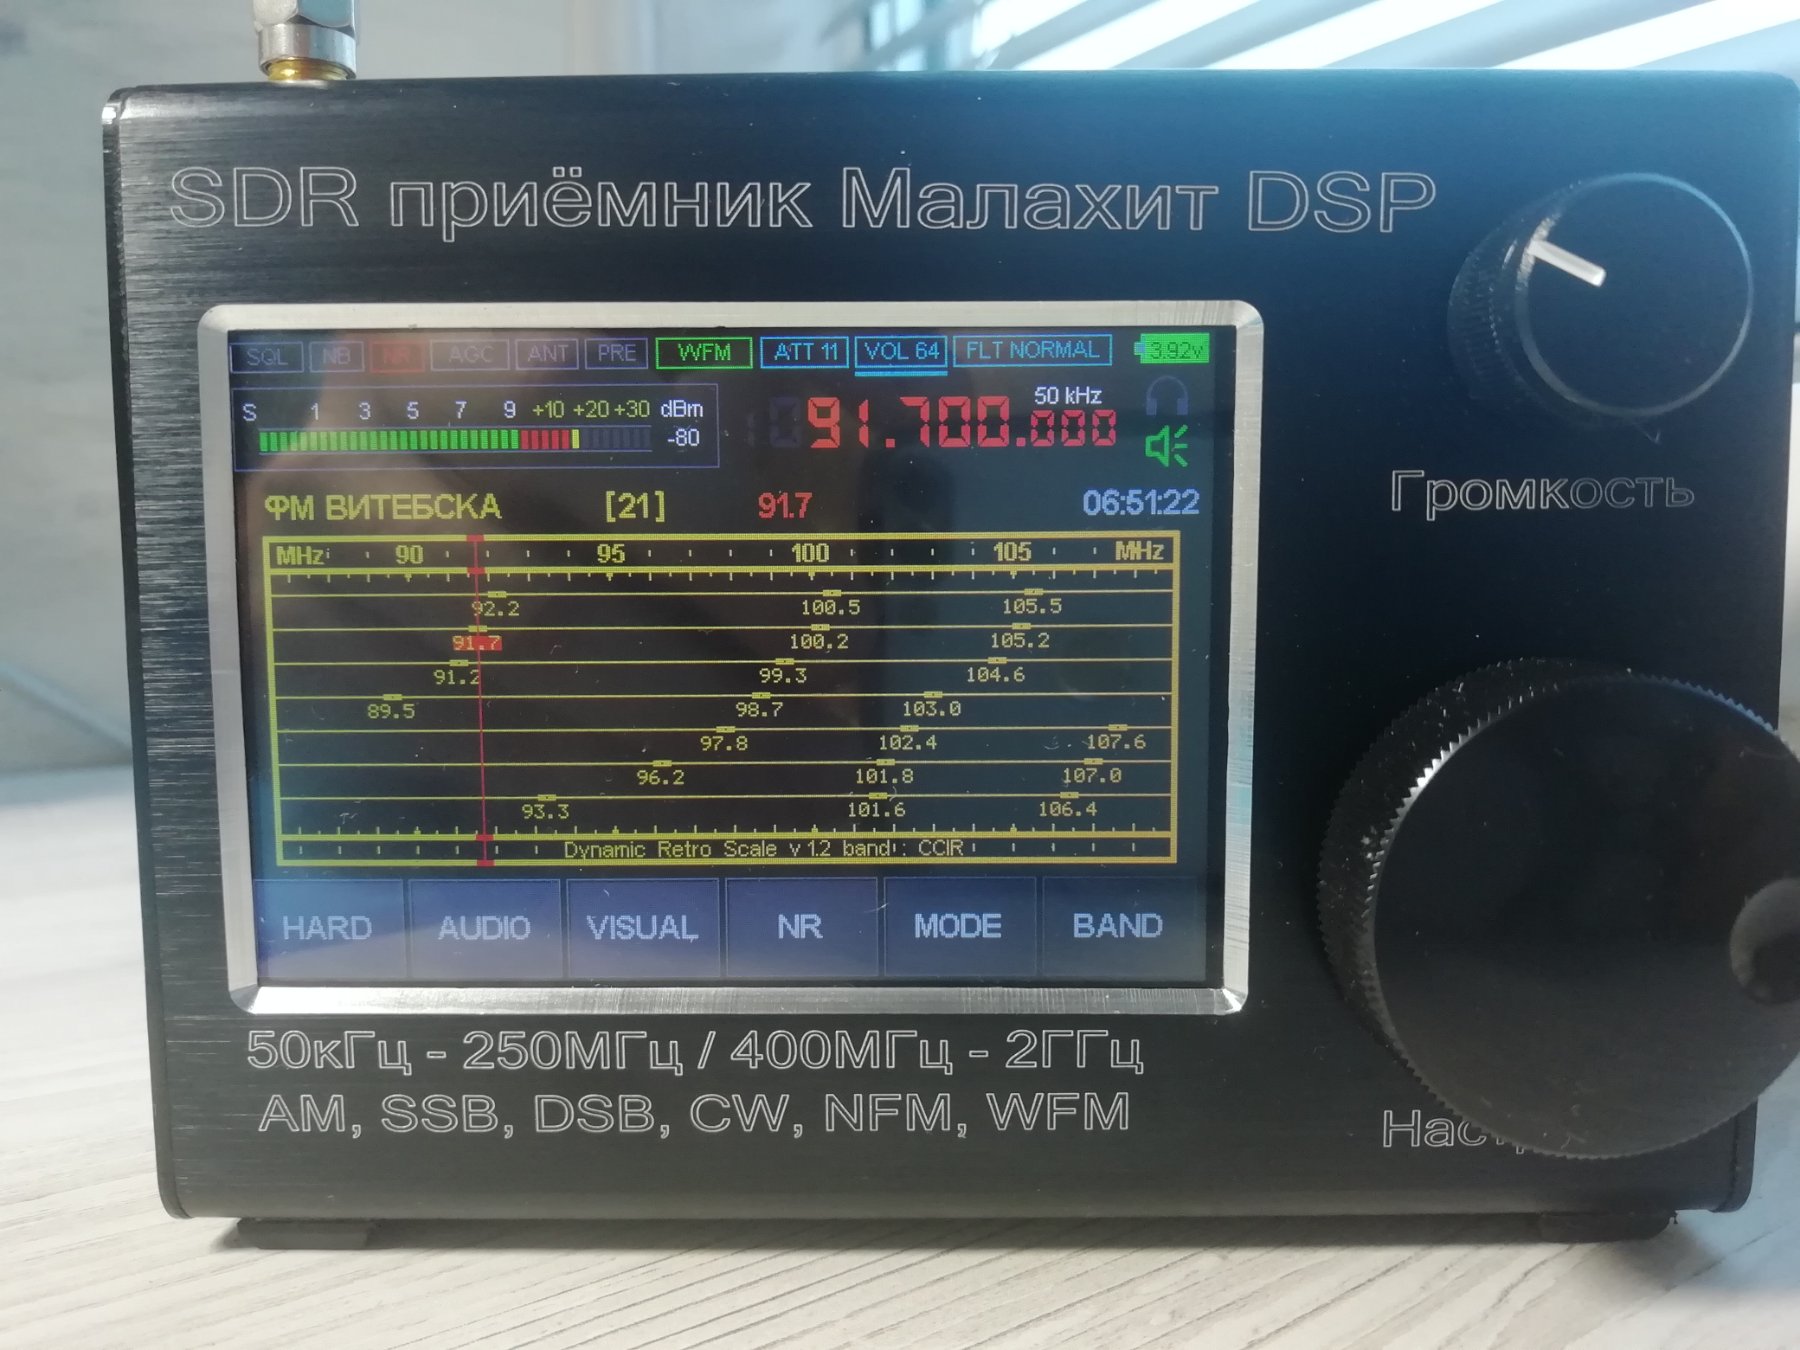 SDR приёмник Малахит DSP
SQL NB NR AGC ANT PRE WFM ATT 11 VOL 64 FLT NORMAL 3.92v
S 1 3 5 7 9 +10 +20 +30 dBm
-80
50 kHz
91.700.000
Громкость
ФМ ВИТЕБСКА [21] 91.7 06:51:22
MHz 90 95 100 105 MHz
92.2 100.5 105.5
91.7 100.2 105.2
91.2 99.3 104.6
89.5 98.7 103.0
97.8 102.4 107.6
96.2 101.8 107.0
93.3 101.6 106.4
Dynamic Retro Scale v 1.2 band : CCIR
HARD AUDIO VISUAL NR MODE BAND
50кГц - 250МГц / 400МГц - 2ГГц
AM, SSB, DSB, CW, NFM, WFM